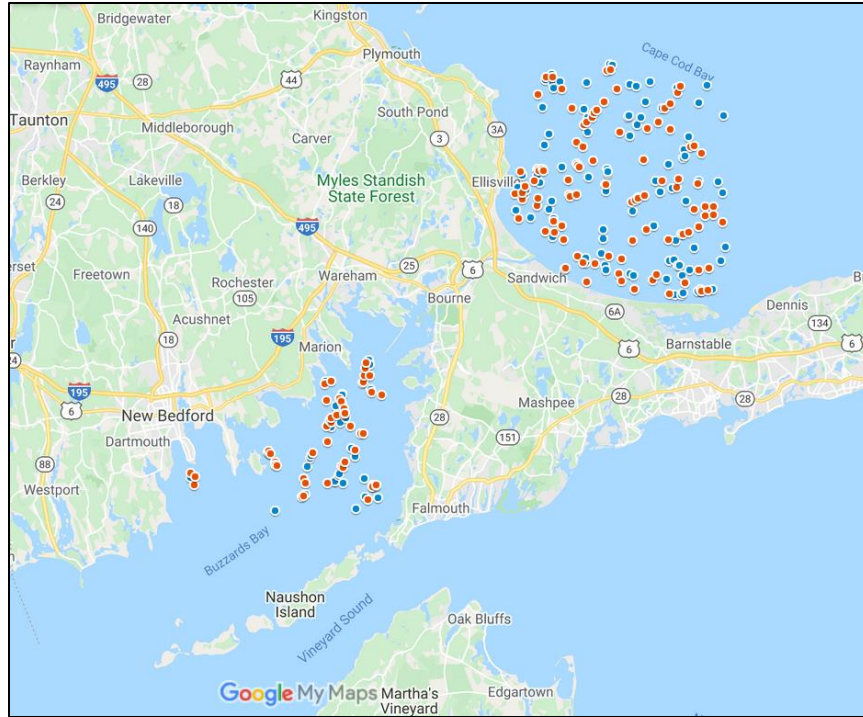 Bridgewater
Kingston
Cape Cod Bay
Raynham
495
28
44
Plymouth
Taunton
Middleborough
South Pond
3A
Carver
3
Berkley
Lakeville
Myles Standish
State Forest
Ellisville
24
18
140
495
Freetown
Rochester
25
6
Sandwich
Wareham
105
Bourne
Acushnet
6A
Dennis
18
195
Marion
134
Barnstable
6
6
24
195
6
New Bedford
28
Mashpee
28
28
Dartmouth
151
88
Westport
Falmouth
Buzzards Bay
Naushon
Island
Vineyard Sound
Oak Bluffs
Google My Maps
Martha's
Vineyard
Edgartown